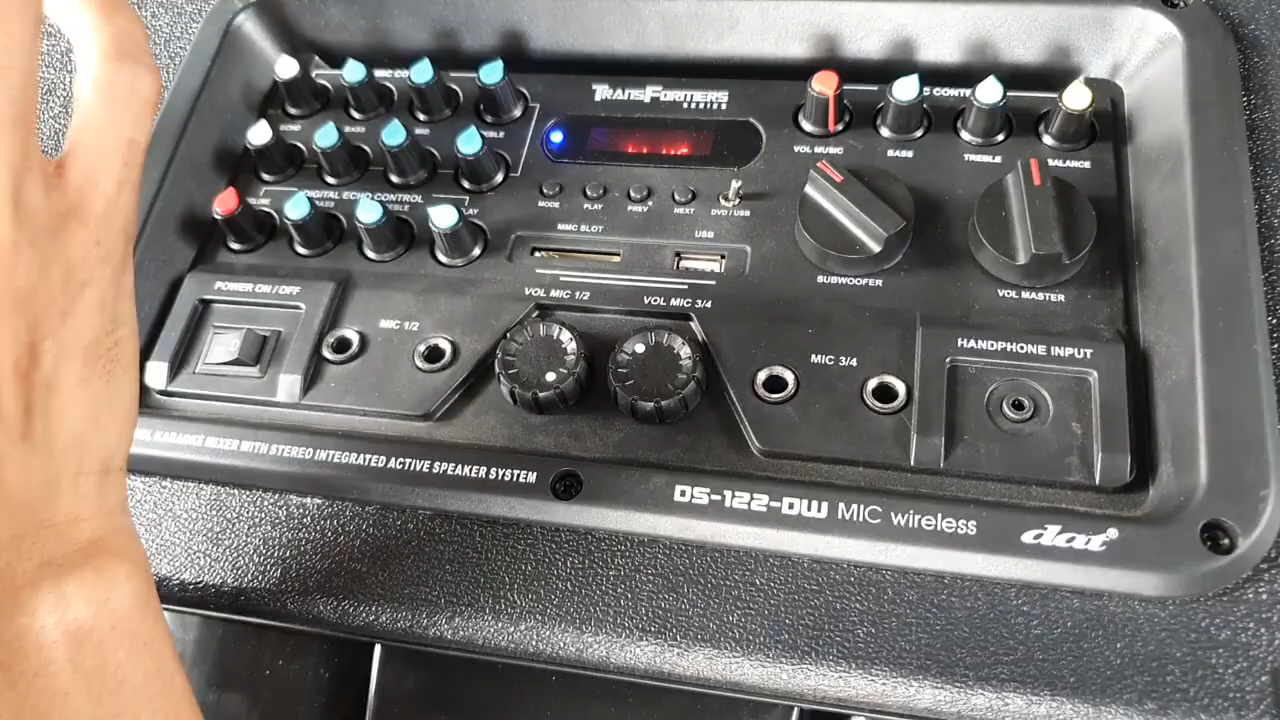 TRANSFORMERS
SERIES
ECHO
BASS
MID
VOL MUSIC
BASS
TREBLE
BALANCE
DIGITAL ECHO CONTROL
MODE
PLAY
PREV
NEXT
DVD / USB
MMC SLOT
USB
SUBWOOFER
VOL MASTER
POWER ON / OFF
VOL MIC 1/2
VOL MIC 3/4
MIC 1/2
MIC 3/4
HANDPHONE INPUT
KARAOKE MIXER WITH STEREO INTEGRATED ACTIVE SPEAKER SYSTEM
DS-122-DW MIC wireless
dat®